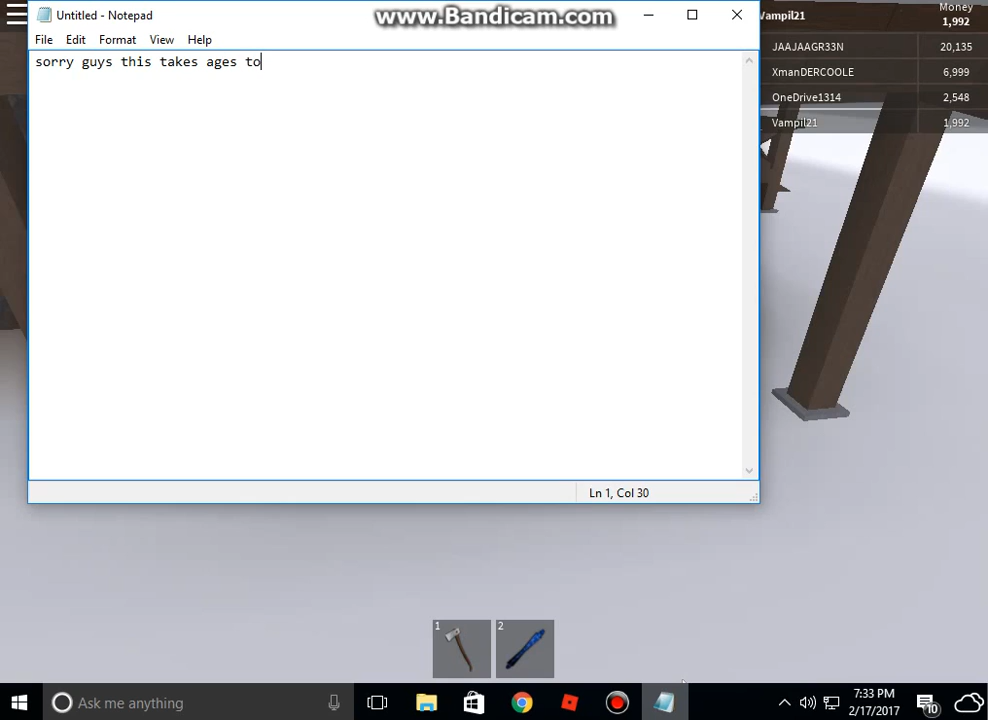 Untitled - Notepad
www.Bandicam.com
File Edit Format View Help
sorry guys this takes ages to
Ln 1, Col 30
Money
Vampil21 1,992
JAAJAAGR33N 20,135
XmanDERCOOLE 6,999
OneDrive1314 2,548
Vampil21 1,992
1
2
Ask me anything
7:33 PM
2/17/2017
10